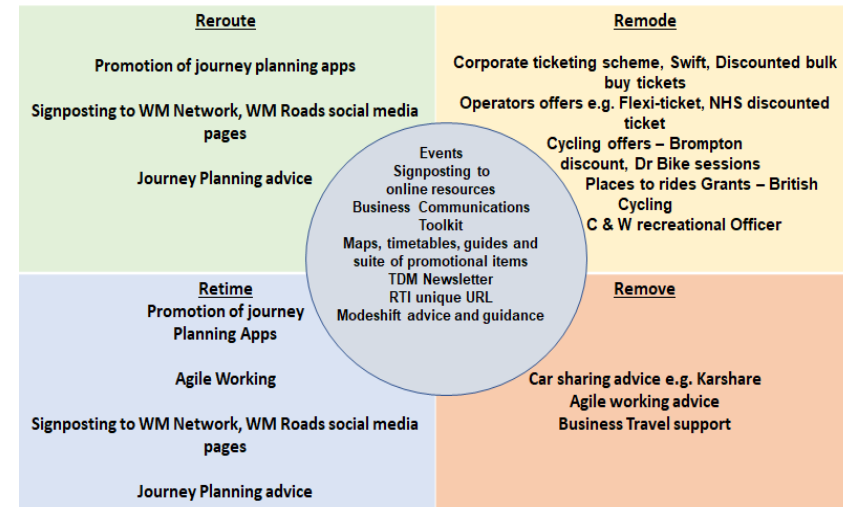 Reroute
Promotion of journey planning apps
Signposting to WM Network, WM Roads social media
pages
Journey Planning advice
Remode
Corporate ticketing scheme, Swift, Discounted bulk
buy tickets
Operators offers e.g. Flexi-ticket, NHS discounted
ticket
Cycling offers – Brompton
discount, Dr Bike sessions
Places to rides Grants – British
Cycling
C & W recreational Officer
Events
Signposting to
online resources
Business Communications
Toolkit
Maps, timetables, guides and
suite of promotional items
TDM Newsletter
RTI unique URL
Modeshift advice and guidance
Retime
Promotion of journey
Planning Apps
Agile Working
Signposting to WM Network, WM Roads social media
pages
Journey Planning advice
Remove
Car sharing advice e.g. Karshare
Agile working advice
Business Travel support